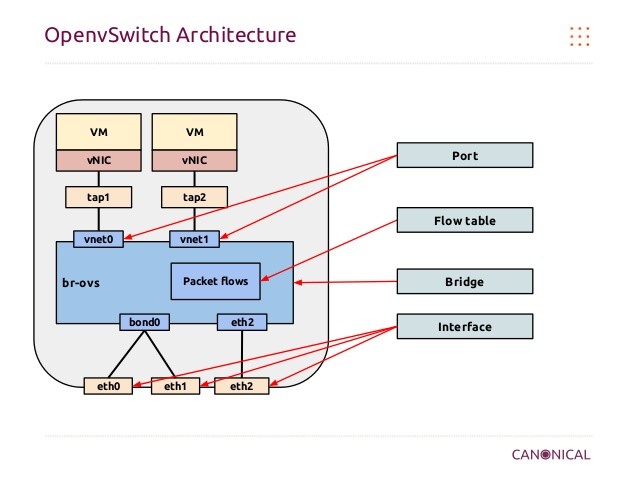 OpenvSwitch Architecture
VM
VM
vNIC
vNIC
tap1
tap2
vnet0
vnet1
br-ovs
Packet flows
bond0
eth2
eth0
eth1
eth2
Port
Flow table
Bridge
Interface
CANONICAL